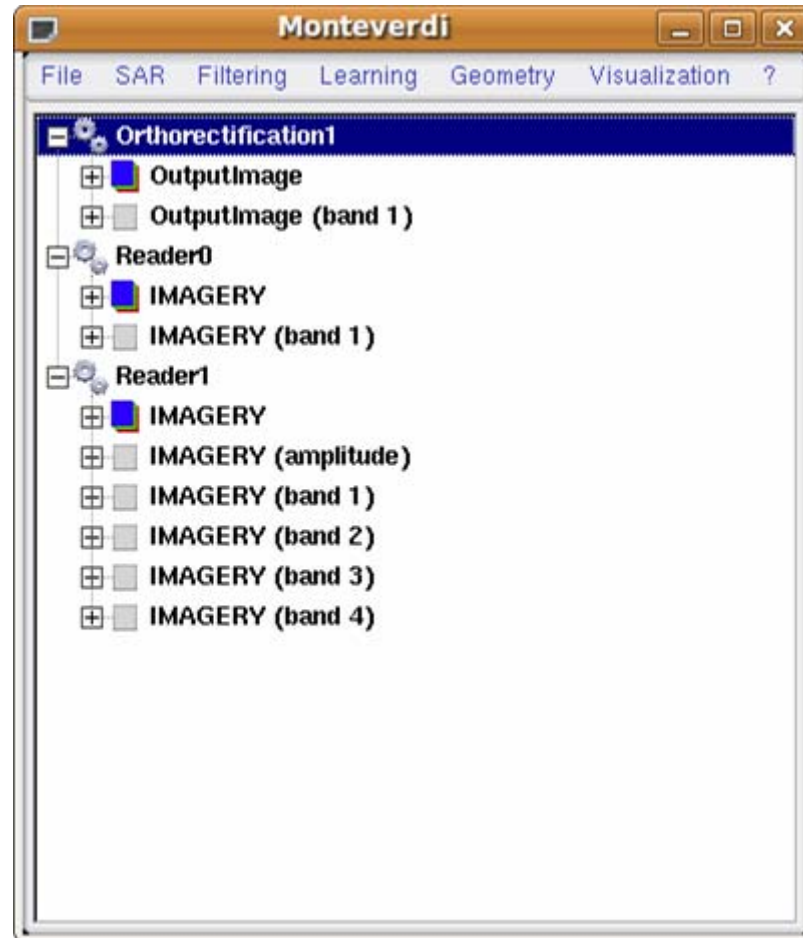 Monteverdi
File SAR Filtering Learning Geometry Visualization ?
Orthorectification1
OutputImage
OutputImage (band 1)
Reader0
IMAGERY
IMAGERY (band 1)
Reader1
IMAGERY
IMAGERY (amplitude)
IMAGERY (band 1)
IMAGERY (band 2)
IMAGERY (band 3)
IMAGERY (band 4)